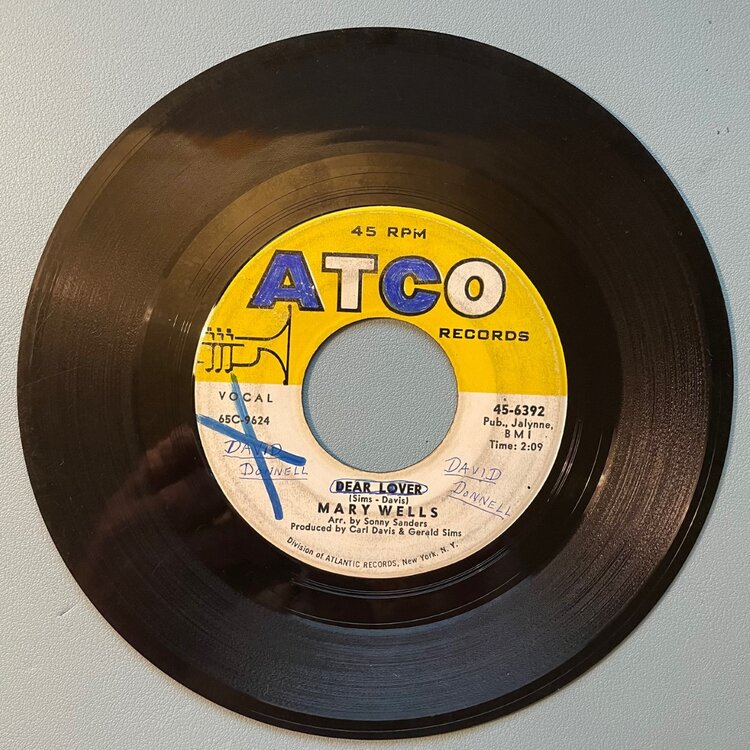 45 RPM
ATCO
RECORDS
VOCAL
65C-9624
45-6392
Pub., Jalynne,
BMI
Time: 2:09
DAVID
DONNELL
DAVID
DONNELL
DEAR LOVER
(Sims - Davis)
MARY WELLS
Arr. by Sonny Sanders
Produced by Carl Davis & Gerald Sims
Division of ATLANTIC RECORDS, New York, N. Y.